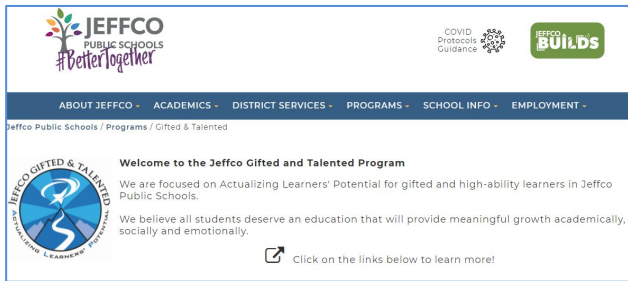 JEFFCO
PUBLIC SCHOOLS
#BetterTogether
COVID
Protocols
Guidance
JEFFCO
BUILDS
ABOUT JEFFCO ACADEMICS DISTRICT SERVICES PROGRAMS SCHOOL INFO EMPLOYMENT
Jeffco Public Schools / Programs / Gifted & Talented
JEFFCO GIFTED & TALENTED
ACTUALIZING LEARNERS' POTENTIAL
Welcome to the Jeffco Gifted and Talented Program
We are focused on Actualizing Learners' Potential for gifted and high-ability learners in Jeffco
Public Schools.
We believe all students deserve an education that will provide meaningful growth academically,
socially and emotionally.
Click on the links below to learn more!